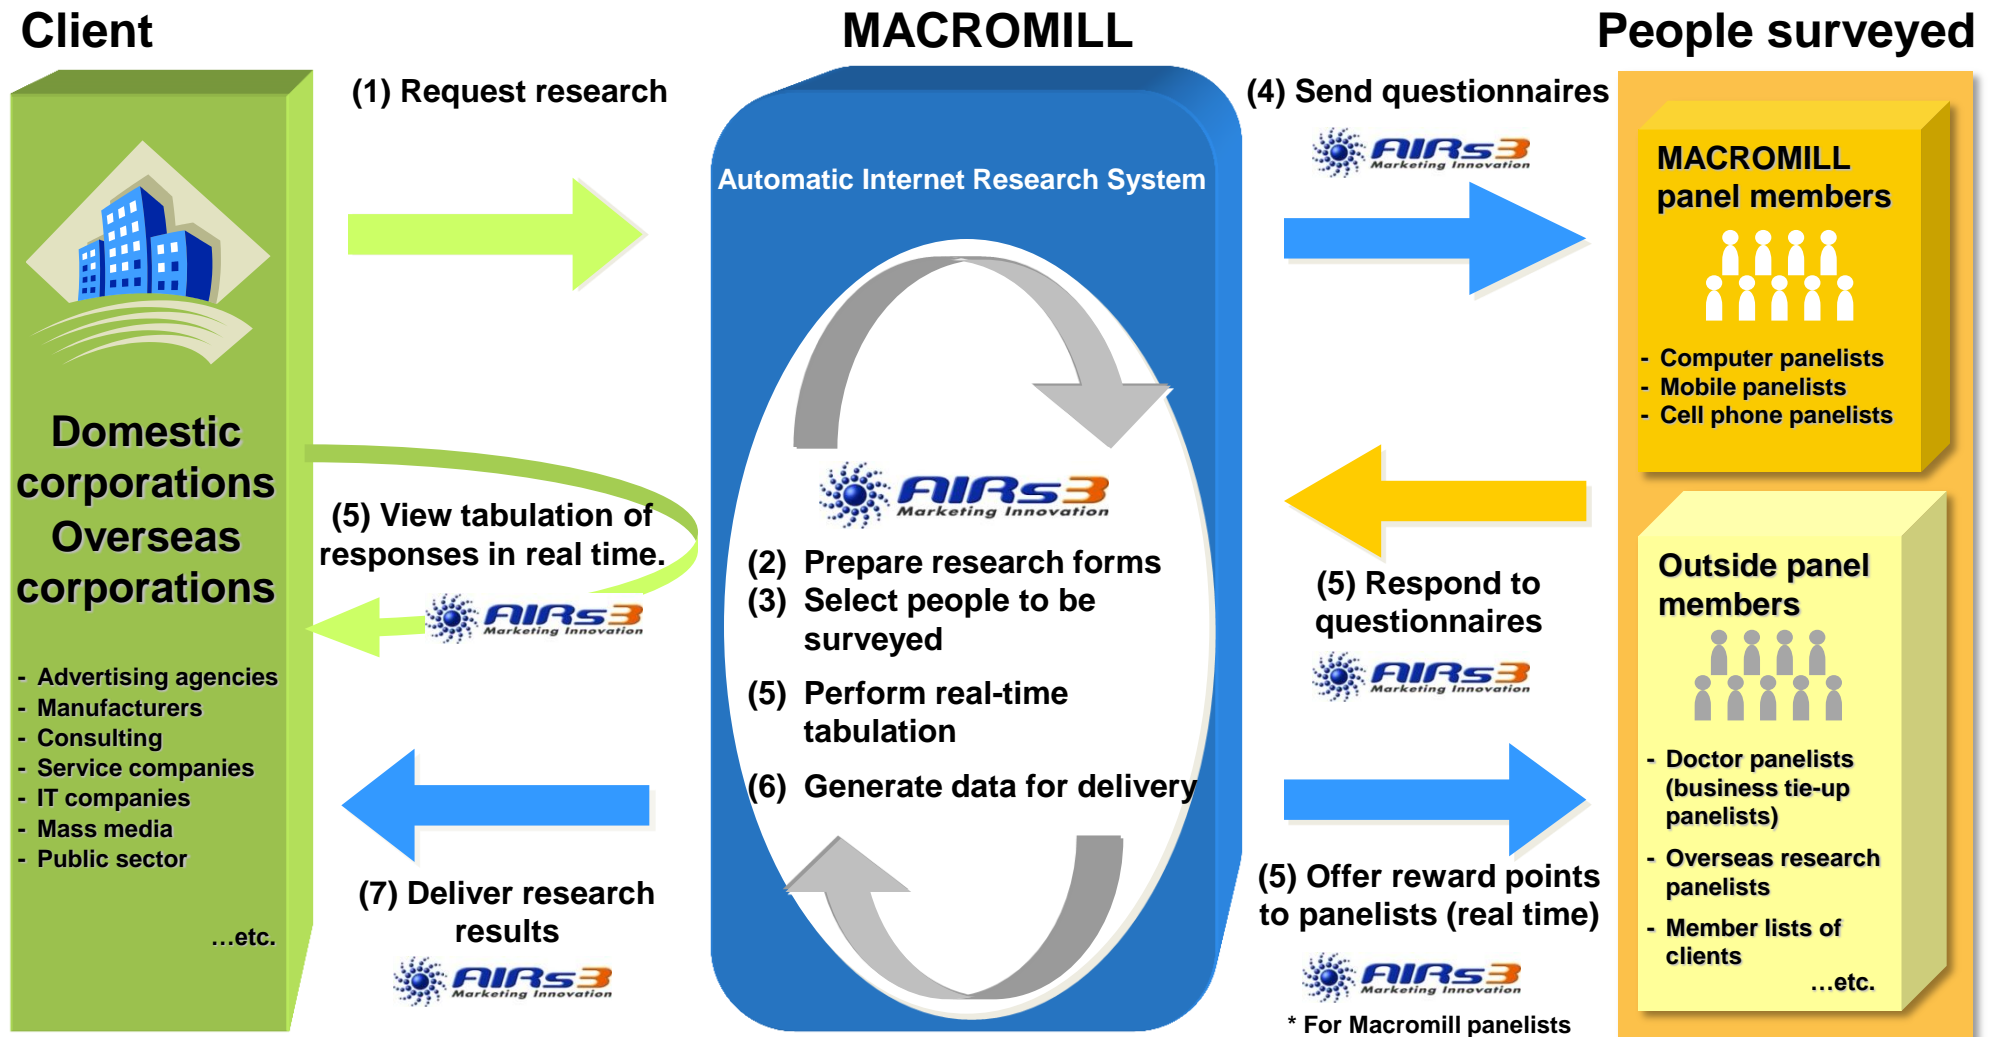 Client
MACROMILL
People surveyed
(1) Request research
(4) Send questionnaires
AIRs3
Marketing Innovation
Automatic Internet Research System
MACROMILL
panel members
- Computer panelists
- Mobile panelists
- Cell phone panelists
Domestic
corporations
Overseas
corporations
- Advertising agencies
- Manufacturers
- Consulting
- Service companies
- IT companies
- Mass media
- Public sector
...etc.
(5) View tabulation of
responses in real time.
AIRs3
Marketing Innovation
(7) Deliver research
results
AIRs3
Marketing Innovation
AIRs3
Marketing Innovation
(2) Prepare research forms
(3) Select people to be
surveyed
(5) Perform real-time
tabulation
(6) Generate data for delivery
(5) Respond to
questionnaires
AIRs3
Marketing Innovation
(5) Offer reward points
to panelists (real time)
AIRs3
Marketing Innovation
* For Macromill panelists
Outside panel
members
- Doctor panelists
(business tie-up
panelists)
- Overseas research
panelists
- Member lists of
clients
...etc.